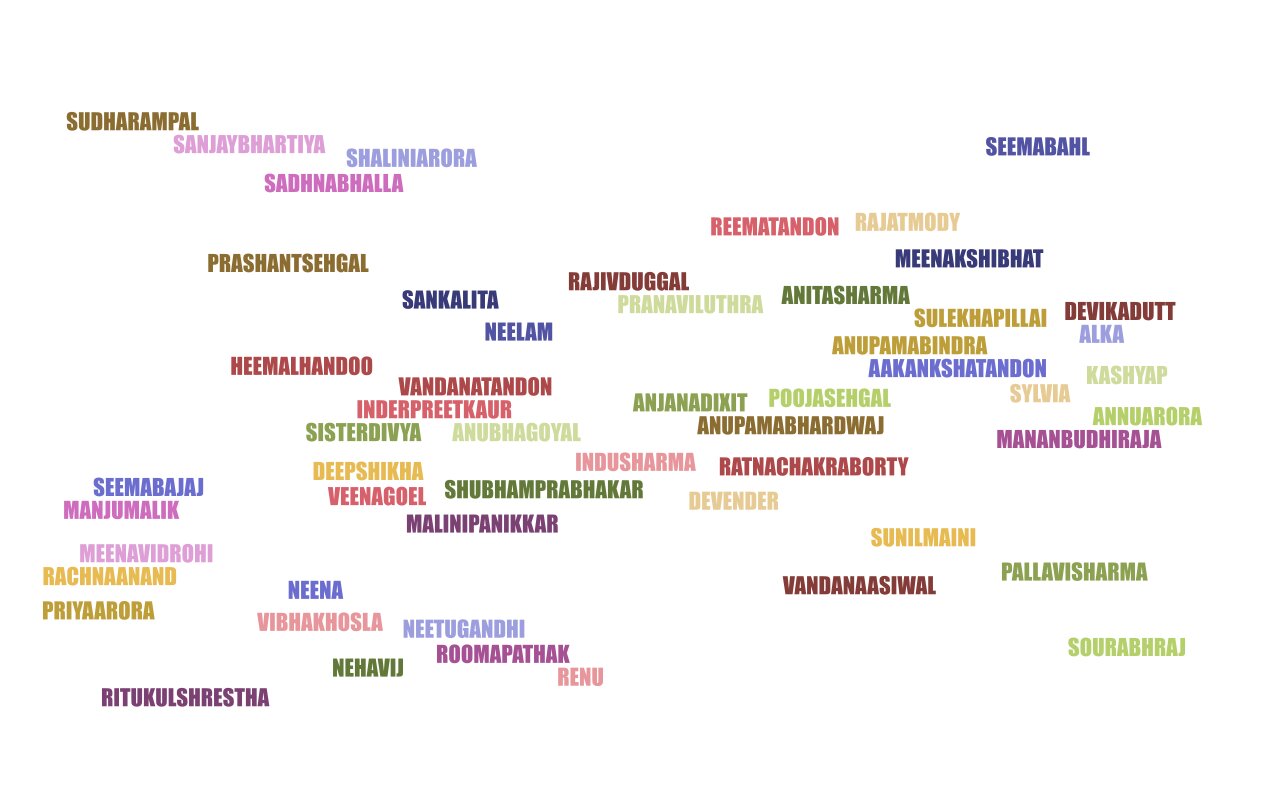 SUDHARAMPAL
SANJAYBHARTIYA
SEEMABAHL
SHALINIARORA
SADHNABHALLA
RAJATMODY
REEMATANDON
MEENAKSHIBHAT
PRASHANTSEHGAL
RAJIVDUGGAL
ANITASHARMA
SANKALITA
PRANAVILUTHRA
DEVIKADUTT
SULEKHAPILLAI
NEELAM
ALKA
ANUPAMABINDRA
HEEMALHANDOO
AAKANKSHATANDON
KASHYAP
VANDANATANDON
SYLVIA
POOJASEHGAL
ANJANADIXIT
INDERPREETKAUR
ANNUARORA
ANUPAMABHARDWAJ
SISTERDIVYA
ANUBHAGOYAL
MANANBUDHIRAJA
INDUSHARMA
RATNACHAKRABORTY
DEEPSHIKHA
SEEMABAJAJ
SHUBHAMPRABHAKAR
VEENAGOEL
DEVENDER
MANJUMALIK
MALINIPANIKKAR
SUNILMAINI
MEENAVIDROHI
PALLAVISHARMA
RACHNAANAND
VANDANAASIWAL
NEENA
PRIYAARORA
VIBHAKHOSLA
NEETUGANDHI
SOURABHRAJ
ROOMAPATHAK
NEHAVIJ
RENU
RITUKULSHRESTHA